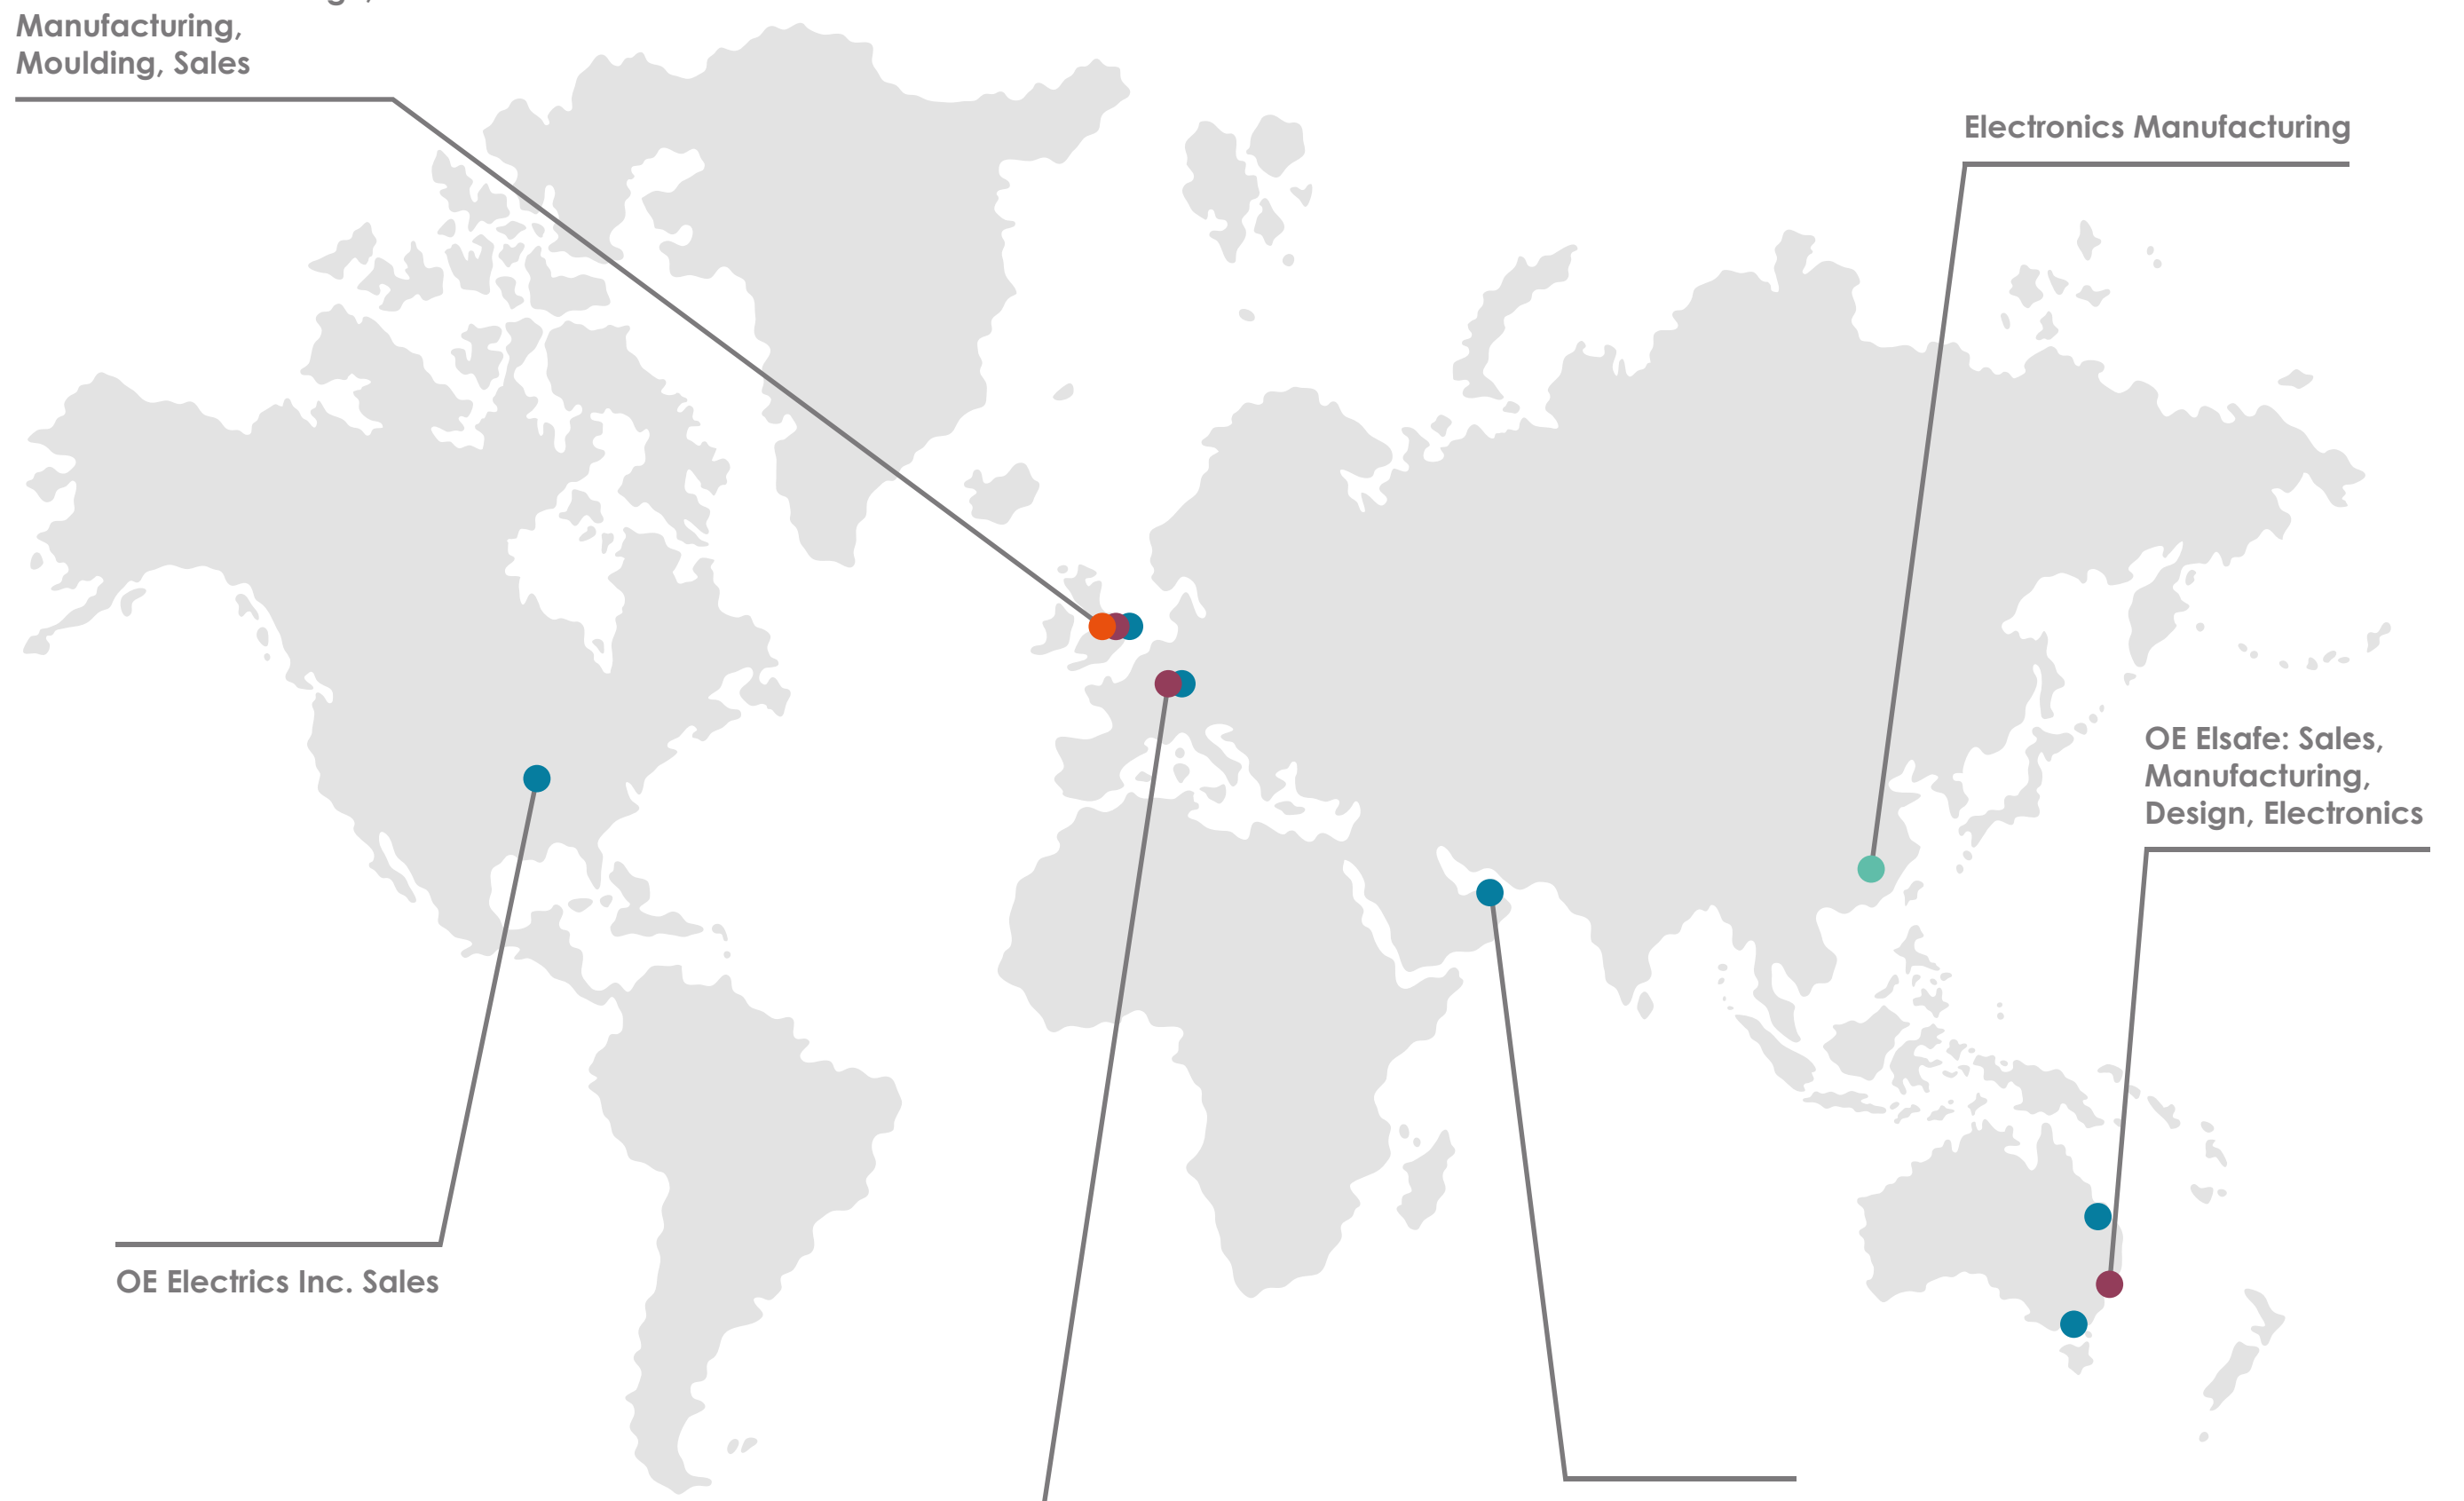 Manufacturing,
Moulding, Sales
Electronics Manufacturing
OE Elsafe: Sales,
Manufacturing,
Design, Electronics
OE Electrics Inc. Sales